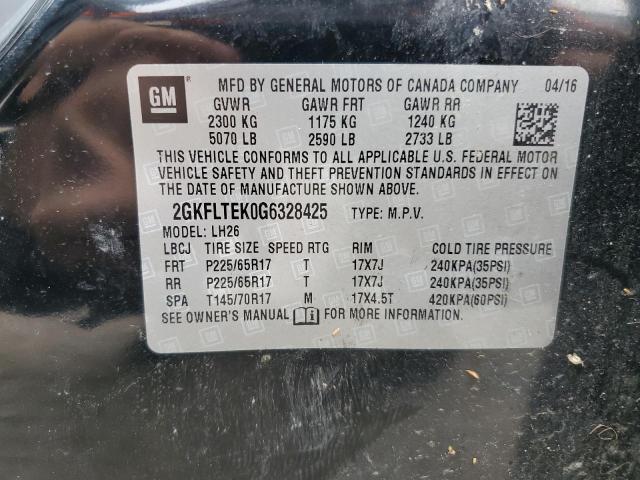 GM ®
MFD BY GENERAL MOTORS OF CANADA COMPANY 04/16
GVWR GAWR FRT GAWR RR
2300 KG 1175 KG 1240 KG
5070 LB 2590 LB 2733 LB
THIS VEHICLE CONFORMS TO ALL APPLICABLE U.S. FEDERAL MOTOR
VEHICLE SAFETY AND THEFT PREVENTION STANDARDS IN EFFECT ON
THE DATE OF MANUFACTURE SHOWN ABOVE.
2GKFLTEK0G6328425 TYPE: M.P.V.
MODEL: LH26
LBCJ TIRE SIZE SPEED RTG RIM COLD TIRE PRESSURE
FRT P225/65R17 T 17X7J 240KPA(35PSI)
RR P225/65R17 T 17X7J 240KPA(35PSI)
SPA T145/70R17 M 17X4.5T 420KPA(60PSI)
SEE OWNER'S MANUAL FOR MORE INFORMATION.